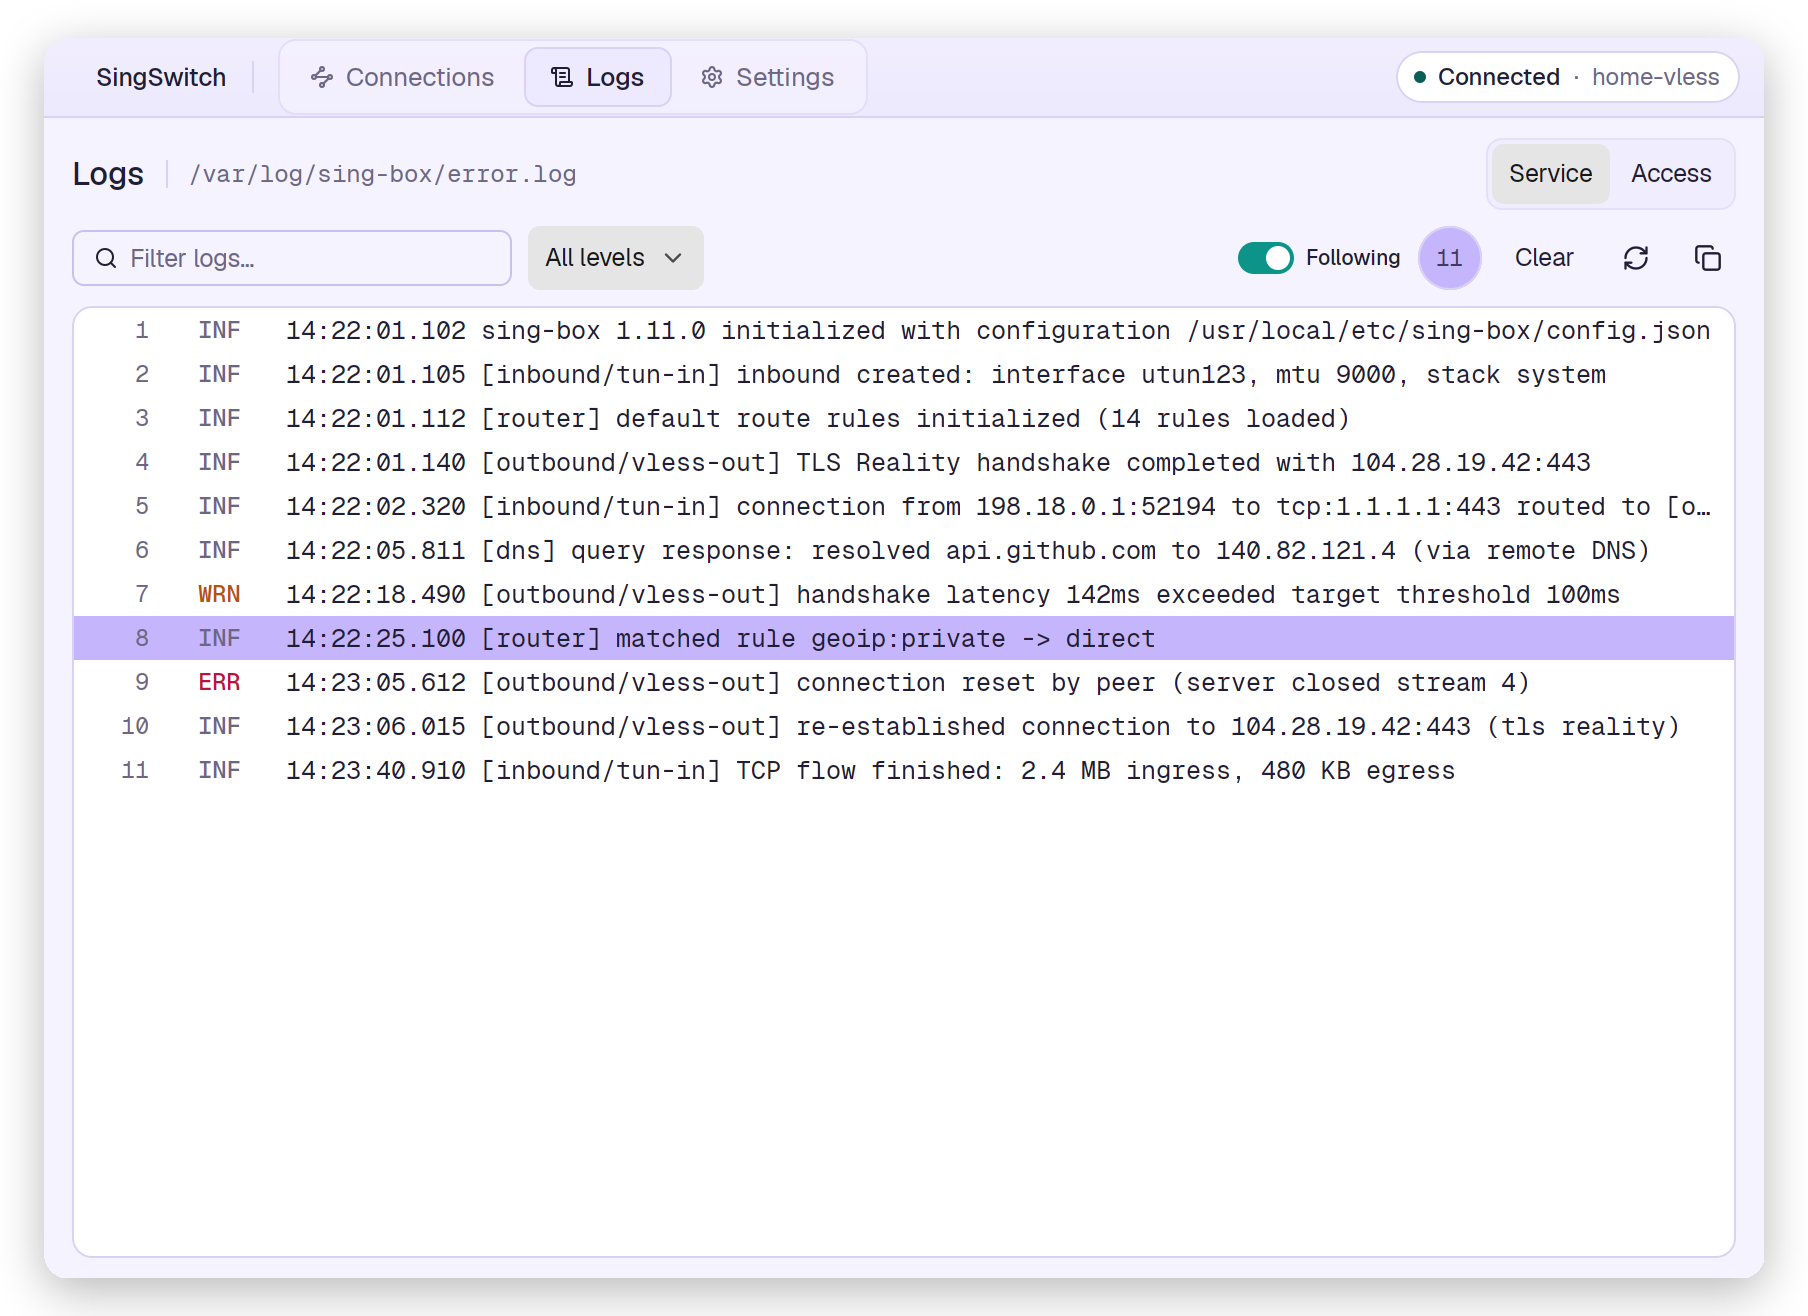 SingSwitch
Connections
Logs
Settings
Connected · home-vless
Logs
/var/log/sing-box/error.log
Service
Access
Filter logs…
All levels
Following
11
Clear
1 INF 14:22:01.102 sing-box 1.11.0 initialized with configuration /usr/local/etc/sing-box/config.json
2 INF 14:22:01.105 [inbound/tun-in] inbound created: interface utun123, mtu 9000, stack system
3 INF 14:22:01.112 [router] default route rules initialized (14 rules loaded)
4 INF 14:22:01.140 [outbound/vless-out] TLS Reality handshake completed with 104.28.19.42:443
5 INF 14:22:02.320 [inbound/tun-in] connection from 198.18.0.1:52194 to tcp:1.1.1.1:443 routed to [o…
6 INF 14:22:05.811 [dns] query response: resolved api.github.com to 140.82.121.4 (via remote DNS)
7 WRN 14:22:18.490 [outbound/vless-out] handshake latency 142ms exceeded target threshold 100ms
8 INF 14:22:25.100 [router] matched rule geoip:private -> direct
9 ERR 14:23:05.612 [outbound/vless-out] connection reset by peer (server closed stream 4)
10 INF 14:23:06.015 [outbound/vless-out] re-established connection to 104.28.19.42:443 (tls reality)
11 INF 14:23:40.910 [inbound/tun-in] TCP flow finished: 2.4 MB ingress, 480 KB egress